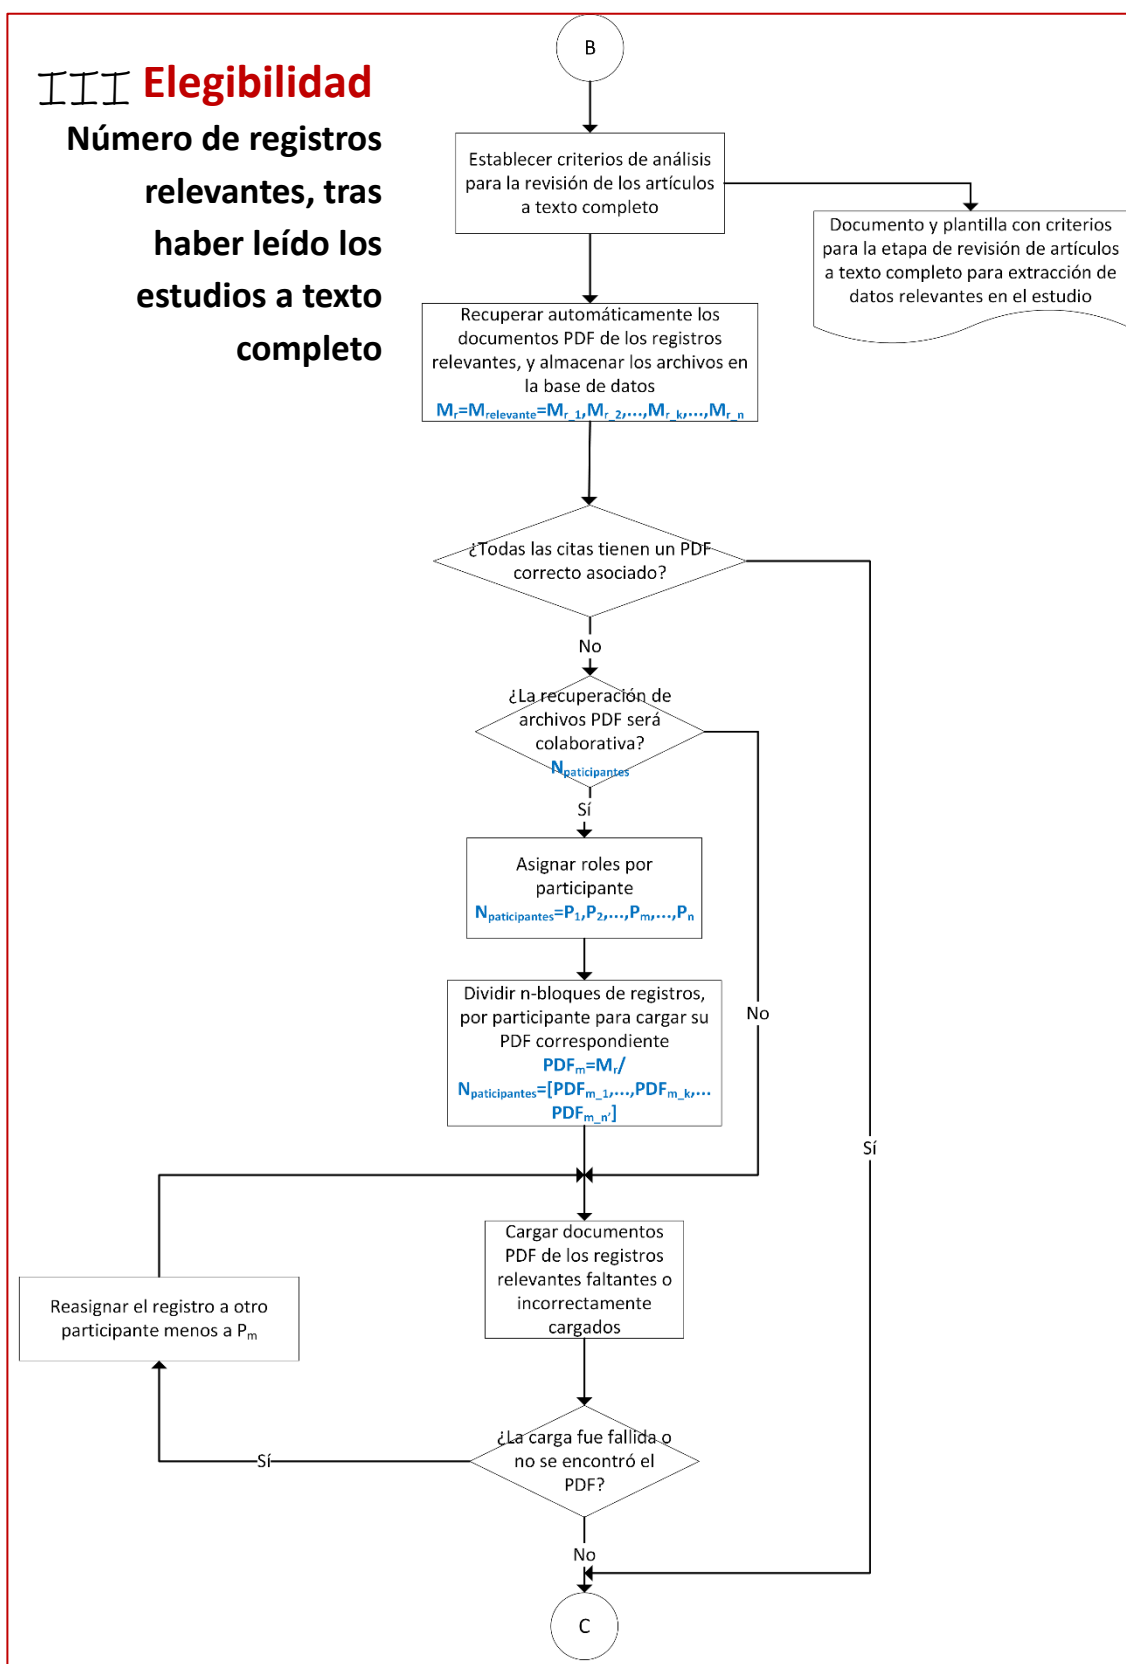 B
III Elegibilidad
Número de registros
relevantes, tras
haber leído los
estudios a texto
completo
Establecer criterios de análisis
para la revisión de los artículos
a texto completo
Documento y plantilla con criterios
para la etapa de revisión de artículos
a texto completo para extracción de
datos relevantes en el estudio
Recuperar automáticamente los
documentos PDF de los registros
relevantes, y almacenar los archivos en
la base de datos
Mr=Mrelevante=Mr_1,Mr_2,...,Mr_k,...,Mr_n
¿Todas las citas tienen un PDF
correcto asociado?
No
¿La recuperación de
archivos PDF será
colaborativa?
Npaticipantes
Sí
Asignar roles por
participante
Npaticipantes=P1,P2,...,Pm,...,Pn
Dividir n-bloques de registros,
por participante para cargar su
PDF correspondiente
PDFm=Mr/
Npaticipantes=[PDFm_1,...,PDFm_k,...
PDFm_n’]
No
Sí
Cargar documentos
PDF de los registros
relevantes faltantes o
incorrectamente
cargados
Reasignar el registro a otro
participante menos a Pm
¿La carga fue fallida o
no se encontró el
PDF?
Sí
No
C